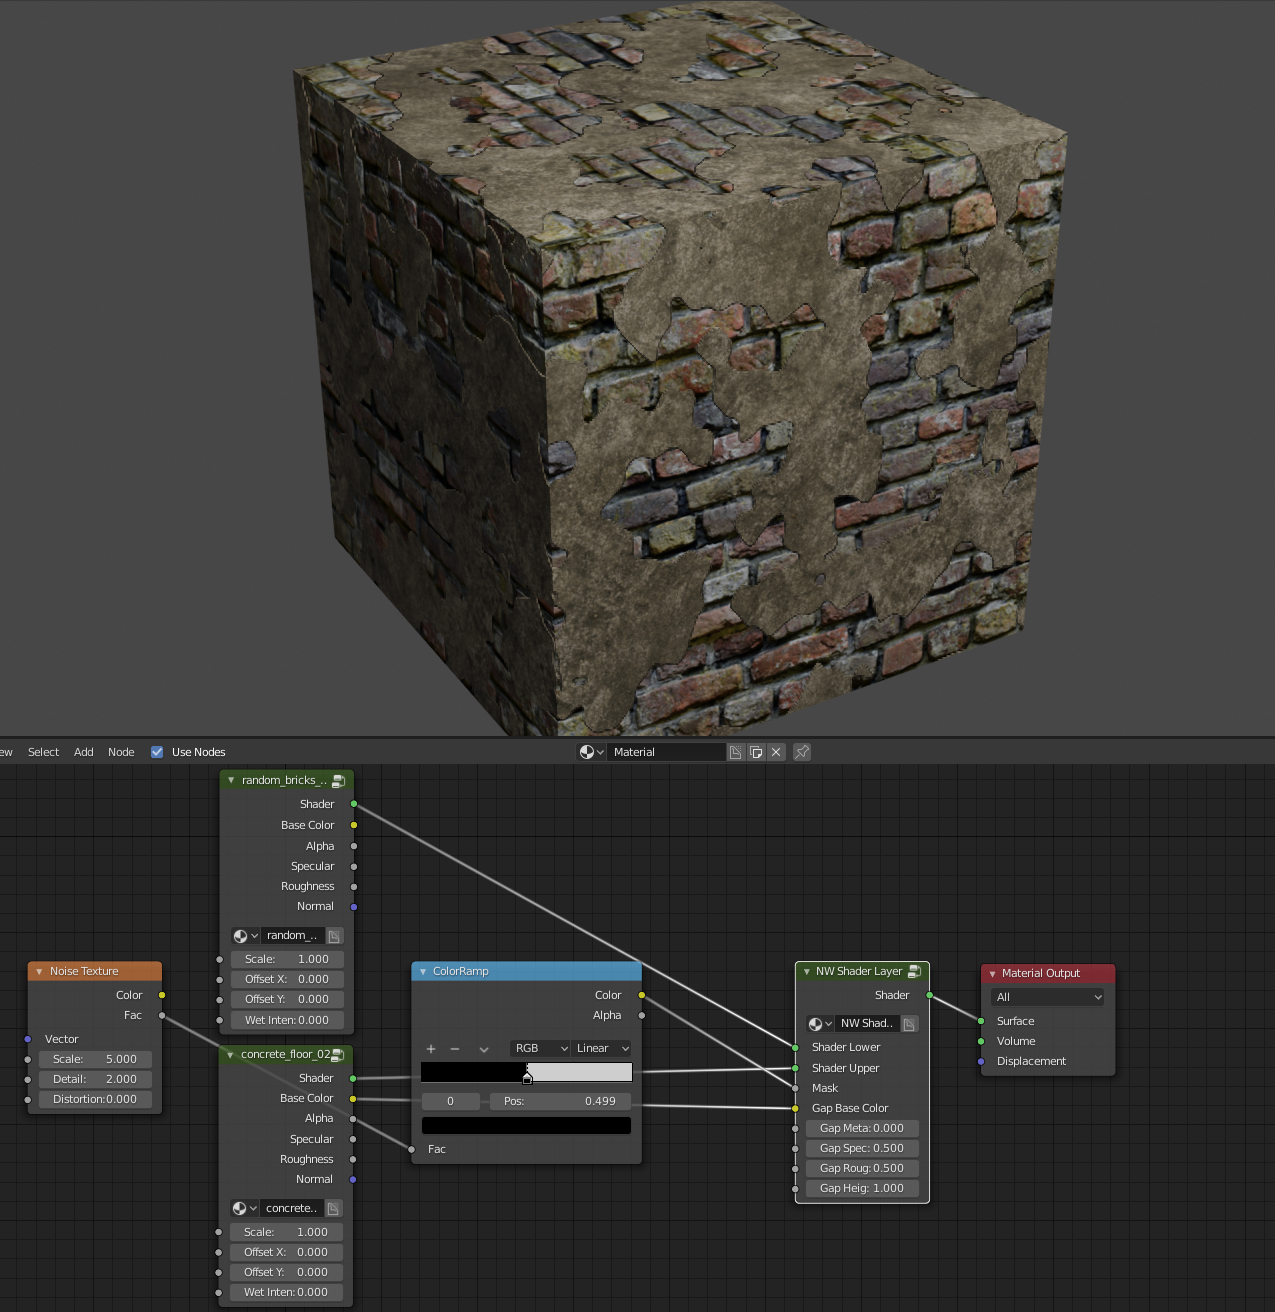 ew Select Add Node Use Nodes Material
random_bricks_..
Shader
Base Color
Alpha
Specular
Roughness
Normal
random_..
Scale: 1.000
Offset X: 0.000
Offset Y: 0.000
Wet Inten: 0.000
Noise Texture
Color
Fac
Vector
Scale: 5.000
Detail: 2.000
Distortion: 0.000
concrete_floor_02
Shader
Base Color
Alpha
Specular
Roughness
Normal
concrete..
Scale: 1.000
Offset X: 0.000
Offset Y: 0.000
Wet Inten: 0.000
ColorRamp
Color
Alpha
RGB Linear
0 Pos: 0.499
Fac
NW Shader Layer
Shader
NW Shad..
Shader Lower
Shader Upper
Mask
Gap Base Color
Gap Meta: 0.000
Gap Spec: 0.500
Gap Roug: 0.500
Gap Heig: 1.000
Material Output
All
Surface
Volume
Displacement